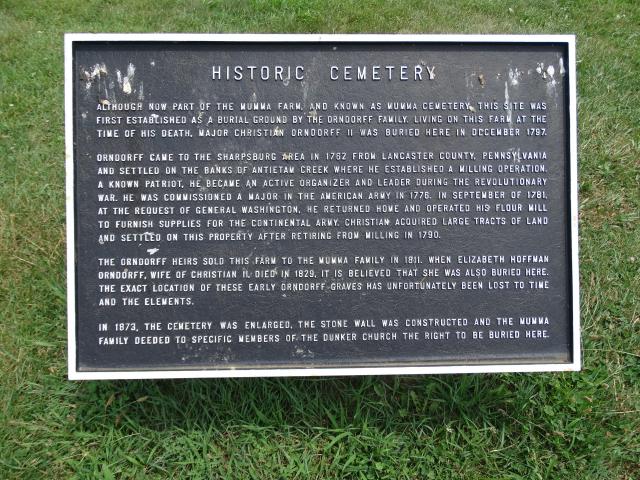 HISTORIC CEMETERY
ALTHOUGH NOW PART OF THE MUMMA FARM, AND KNOWN AS MUMMA CEMETERY, THIS SITE WAS
FIRST ESTABLISHED AS A BURIAL GROUND BY THE ORNDORFF FAMILY. LIVING ON THIS FARM AT THE
TIME OF HIS DEATH, MAJOR CHRISTIAN ORNDORFF II WAS BURIED HERE IN DECEMBER 1797.
ORNDORFF CAME TO THE SHARPSBURG AREA IN 1762 FROM LANCASTER COUNTY, PENNSYLVANIA
AND SETTLED ON THE BANKS OF ANTIETAM CREEK WHERE HE ESTABLISHED A MILLING OPERATION.
A KNOWN PATRIOT, HE BECAME AN ACTIVE ORGANIZER AND LEADER DURING THE REVOLUTIONARY
WAR. HE WAS COMMISSIONED A MAJOR IN THE AMERICAN ARMY IN 1776. IN SEPTEMBER OF 1781,
AT THE REQUEST OF GENERAL WASHINGTON, HE RETURNED HOME AND OPERATED HIS FLOUR MILL
TO FURNISH SUPPLIES FOR THE CONTINENTAL ARMY. CHRISTIAN ACQUIRED LARGE TRACTS OF LAND
AND SETTLED ON THIS PROPERTY AFTER RETIRING FROM MILLING IN 1790.
THE ORNDORFF HEIRS SOLD THIS FARM TO THE MUMMA FAMILY IN 1811. WHEN ELIZABETH HOFFMAN
ORNDORFF, WIFE OF CHRISTIAN II, DIED IN 1829, IT IS BELIEVED THAT SHE WAS ALSO BURIED HERE.
THE EXACT LOCATION OF THESE EARLY ORNDORFF GRAVES HAS UNFORTUNATELY BEEN LOST TO TIME
AND THE ELEMENTS.
IN 1873, THE CEMETERY WAS ENLARGED, THE STONE WALL WAS CONSTRUCTED AND THE MUMMA
FAMILY DEEDED TO SPECIFIC MEMBERS OF THE DUNKER CHURCH THE RIGHT TO BE BURIED HERE.